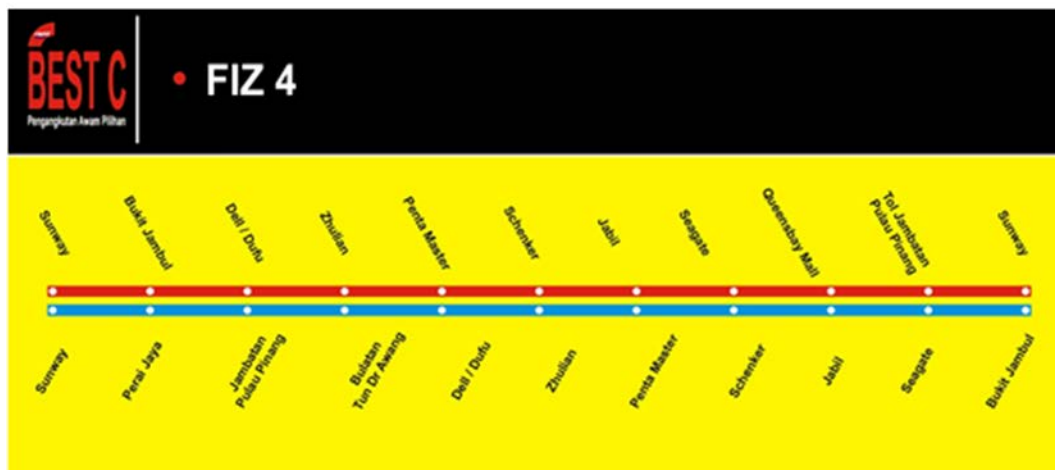 BEST C
Pengangkutan Awam Pilihan
• FIZ 4
Sunway
Bukit Jambul
Dell / Dufu
Zhulian
Penta Master
Schenker
Jabil
Seagate
Queensbay Mall
Tol Jambatan
Pulau Pinang
Sunway
Sunway
Perai Jaya
Jambatan
Pulau Pinang
Bulatan
Tun Dr Awang
Dell / Dufu
Zhulian
Penta Master
Schenker
Jabil
Seagate
Bukit Jambul